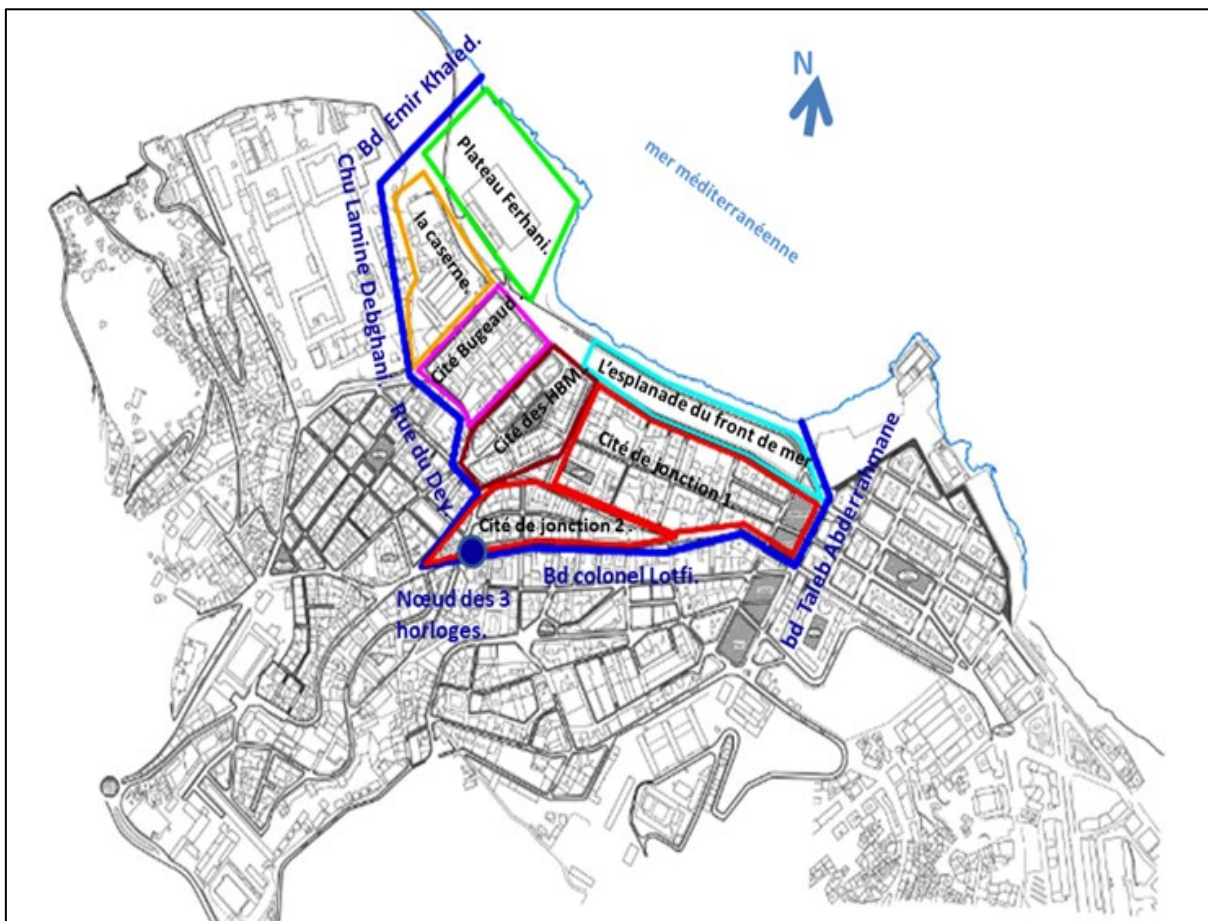 N
Bd Emir Khaled.
mer méditerranéenne
Plateau Ferhani.
Chu Lamine Debghani.
la caserne.
Cité Bugeaud.
Cité des HBM.
L'esplanade du front de mer
Cité de jonction 1.
Rue du Dey.
Cité de jonction 2 .
bd Taleb Abderrahmane
Bd colonel Lotfi.
Nœud des 3
horloges.